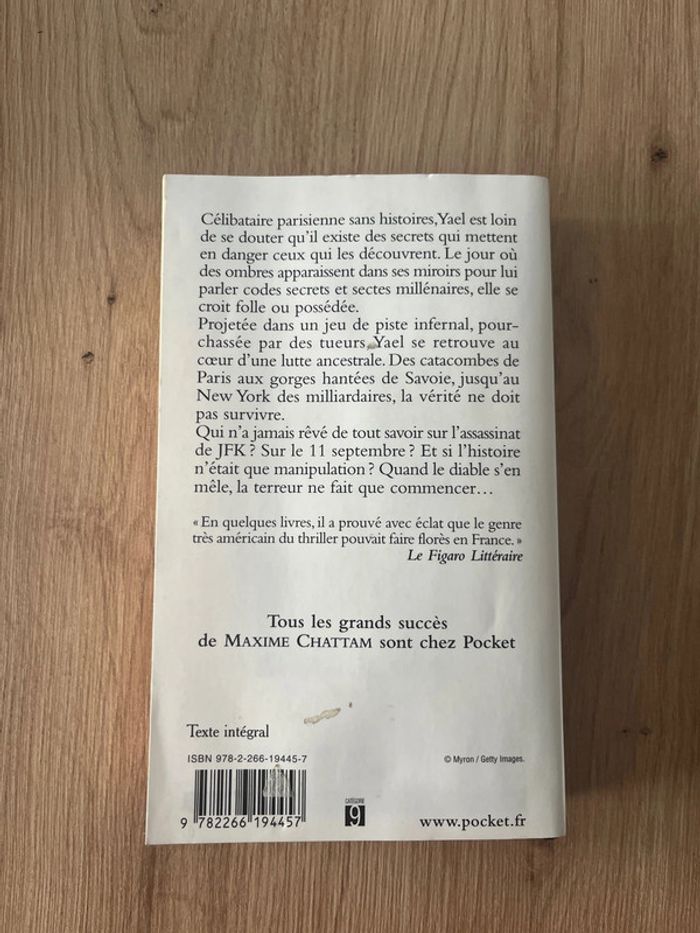 Célibataire parisienne sans histoires, Yael est loin
de se douter qu'il existe des secrets qui mettent
en danger ceux qui les découvrent. Le jour où
des ombres apparaissent dans ses miroirs pour lui
parler codes secrets et sectes millénaires, elle se
croit folle ou possédée.
Projetée dans un jeu de piste infernal, pour-
chassée par des tueurs, Yael se retrouve au
cœur d'une lutte ancestrale. Des catacombes de
Paris aux gorges hantées de Savoie, jusqu'au
New York des milliardaires, la vérité ne doit
pas survivre.
Qui n'a jamais rêvé de tout savoir sur l'assassinat
de JFK ? Sur le 11 septembre ? Et si l'histoire
n'était que manipulation ? Quand le diable s'en
mêle, la terreur ne fait que commencer…
« En quelques livres, il a prouvé avec éclat que le genre
très américain du thriller pouvait faire florès en France. »
Le Figaro Littéraire
Tous les grands succès
de MAXIME CHATTAM sont chez Pocket
Texte intégral
ISBN 978-2-266-19445-7
© Myron / Getty Images.
9 782266 194457
CATÉGORIE
9
www.pocket.fr